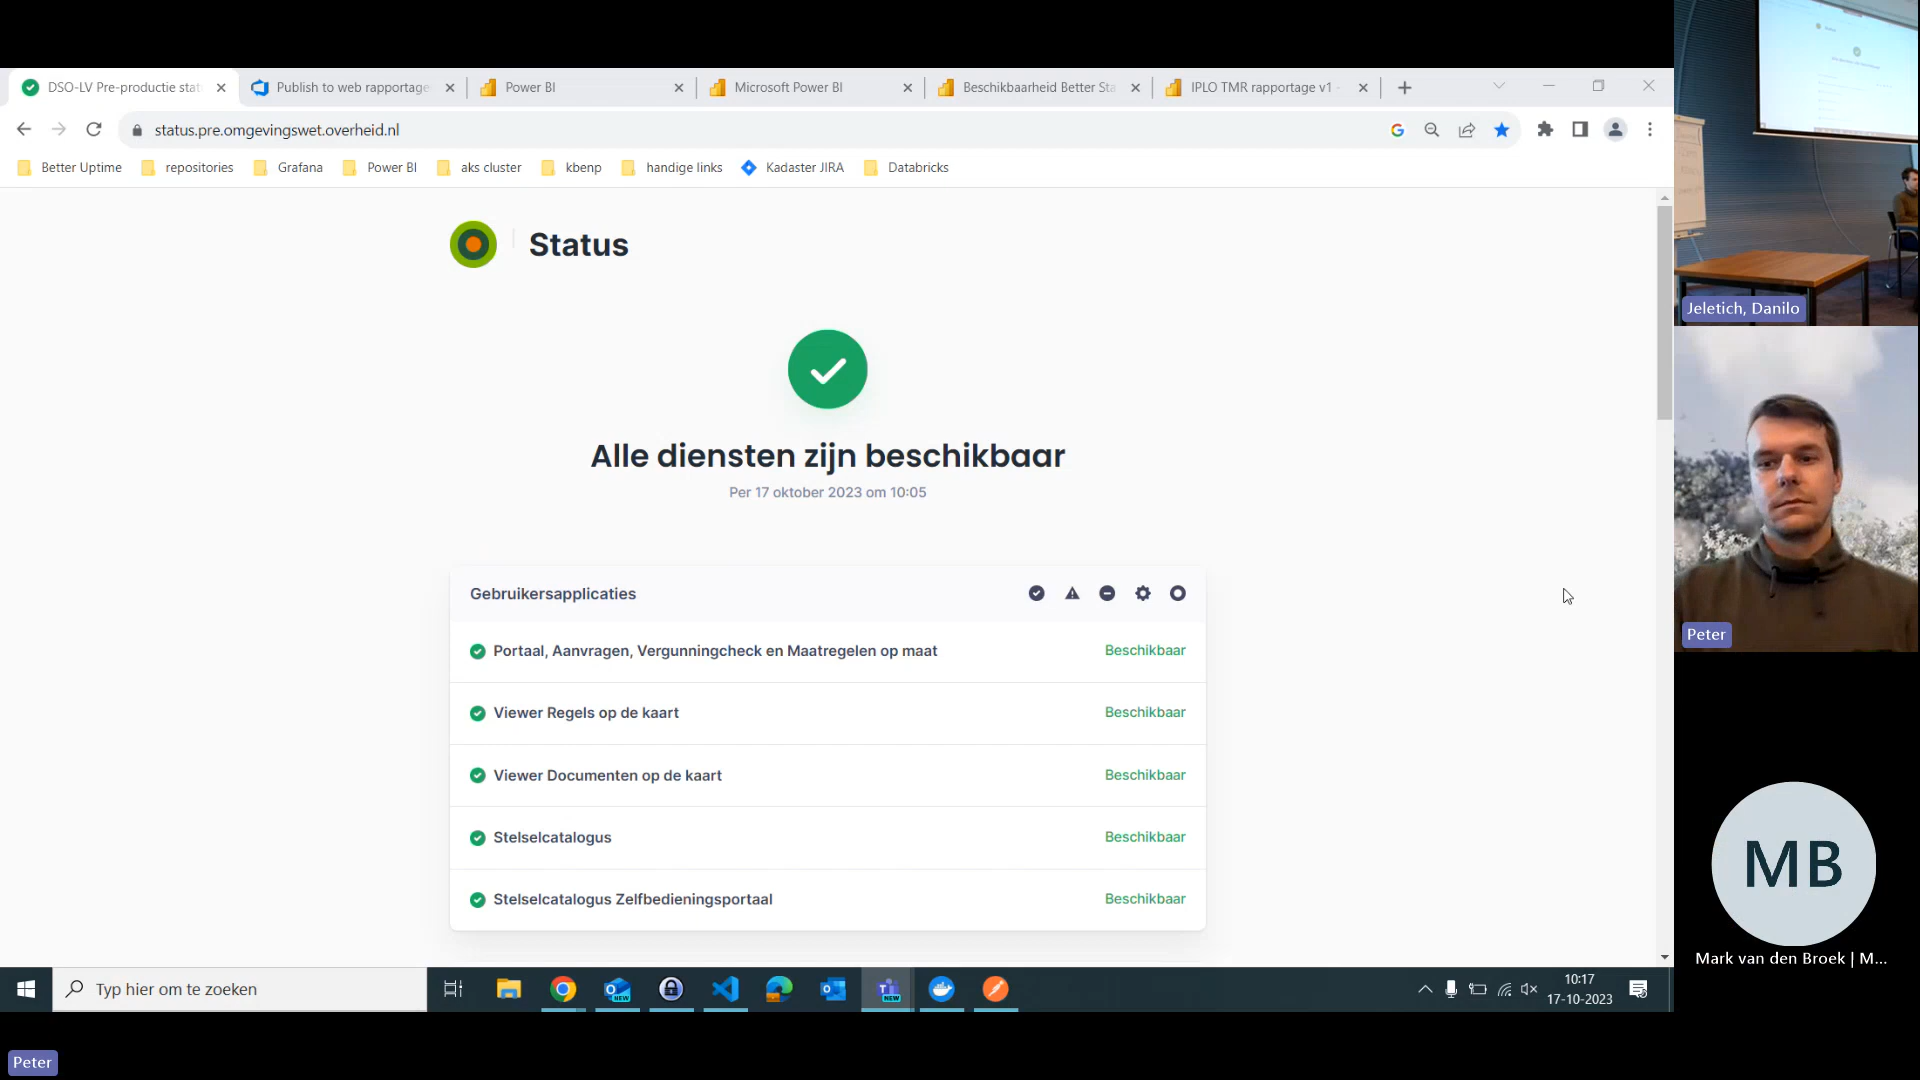 DSO-LV Pre-productie stat
Publish to web rapportage
Power BI
Microsoft Power BI
Beschikbaarheid Better Sta
IPLO TMR rapportage v1 -
status.pre.omgevingswet.overheid.nl
Better Uptime
repositories
Grafana
Power BI
aks cluster
kbenp
handige links
Kadaster JIRA
Databricks
Status
Alle diensten zijn beschikbaar
Per 17 oktober 2023 om 10:05
Gebruikersapplicaties
Portaal, Aanvragen, Vergunningcheck en Maatregelen op maat Beschikbaar
Viewer Regels op de kaart Beschikbaar
Viewer Documenten op de kaart Beschikbaar
Stelselcatalogus Beschikbaar
Stelselcatalogus Zelfbedieningsportaal Beschikbaar
Typ hier om te zoeken
NEW
NEW
10:17
17-10-2023
Jeletich, Danilo
Peter
MB
Mark van den Broek | M...
Peter